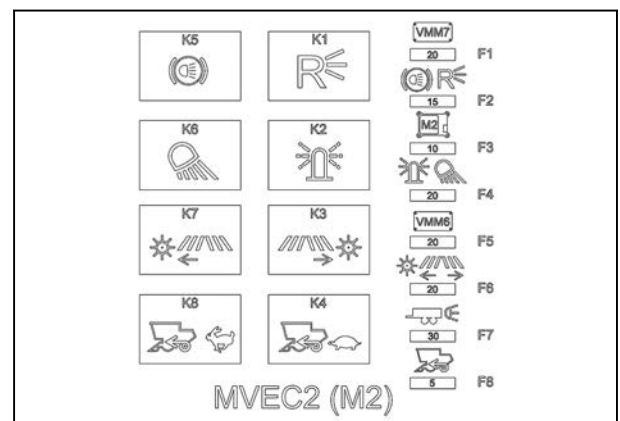 K5 K1 VMM7
20 F1
R R
15 F2
K6 K2 M2
10 F3
20 F4
K7 K3 VMM6
20 F5
20 F6
K8 K4
30 F7
5 F8
MVEC2 (M2)